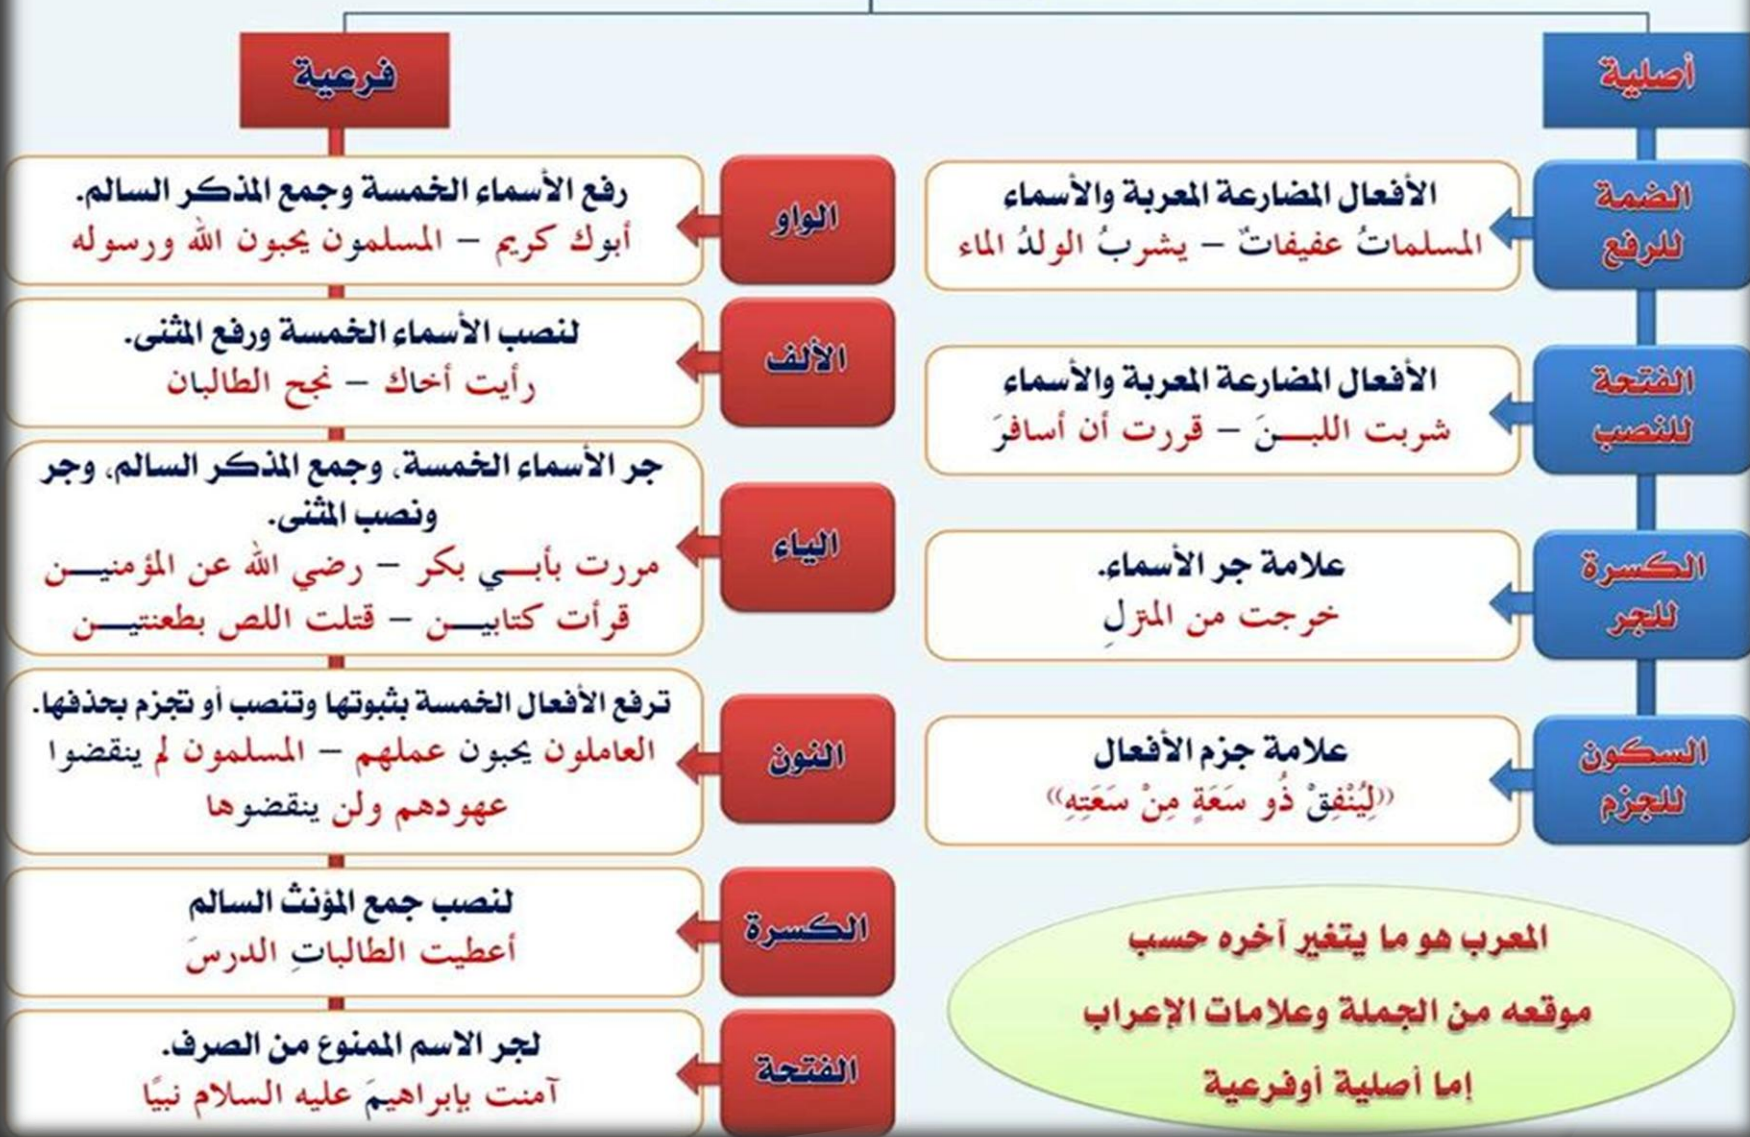 أصلية
الضمة
للرفع
الأفعال المضارعة المعربة والأسماء
المسلماتُ عفيفاتٌ – يشربُ الولدُ الماء
الفتحة
للنصب
الأفعال المضارعة المعربة والأسماء
شربت اللبـــنَ – قررت أن أسافرَ
الكسرة
للجر
علامة جر الأسماء.
خرجت من المنزلِ
السكون
للجزم
علامة جزم الأفعال
((لِيُنْفِقْ ذُو سَعَةٍ مِنْ سَعَتِهِ))
المعرب هو ما يتغير آخره حسب
موقعه من الجملة وعلامات الإعراب
إما أصلية أوفرعية
فرعية
الواو
رفع الأسماء الخمسة وجمع المذكر السالم.
أبوك كريم – المسلمون يحبون الله ورسوله
الألف
لنصب الأسماء الخمسة ورفع المثنى.
رأيت أخاك – نجح الطالبان
الياء
جر الأسماء الخمسة، وجمع المذكر السالم، وجر
ونصب المثنى.
مررت بأبـــي بكر – رضي الله عن المؤمنيـــن
قرأت كتابيـــن – قتلت اللص بطعنتيـــن
النون
ترفع الأفعال الخمسة بثبوتها وتنصب أو تجزم بحذفها.
العاملون يحبون عملهم – المسلمون لم ينقضوا
عهودهم ولن ينقضوها
الكسرة
لنصب جمع المؤنث السالم
أعطيت الطالباتِ الدرسَ
الفتحة
لجر الاسم الممنوع من الصرف.
آمنت بإبراهيمَ عليه السلام نبيًا